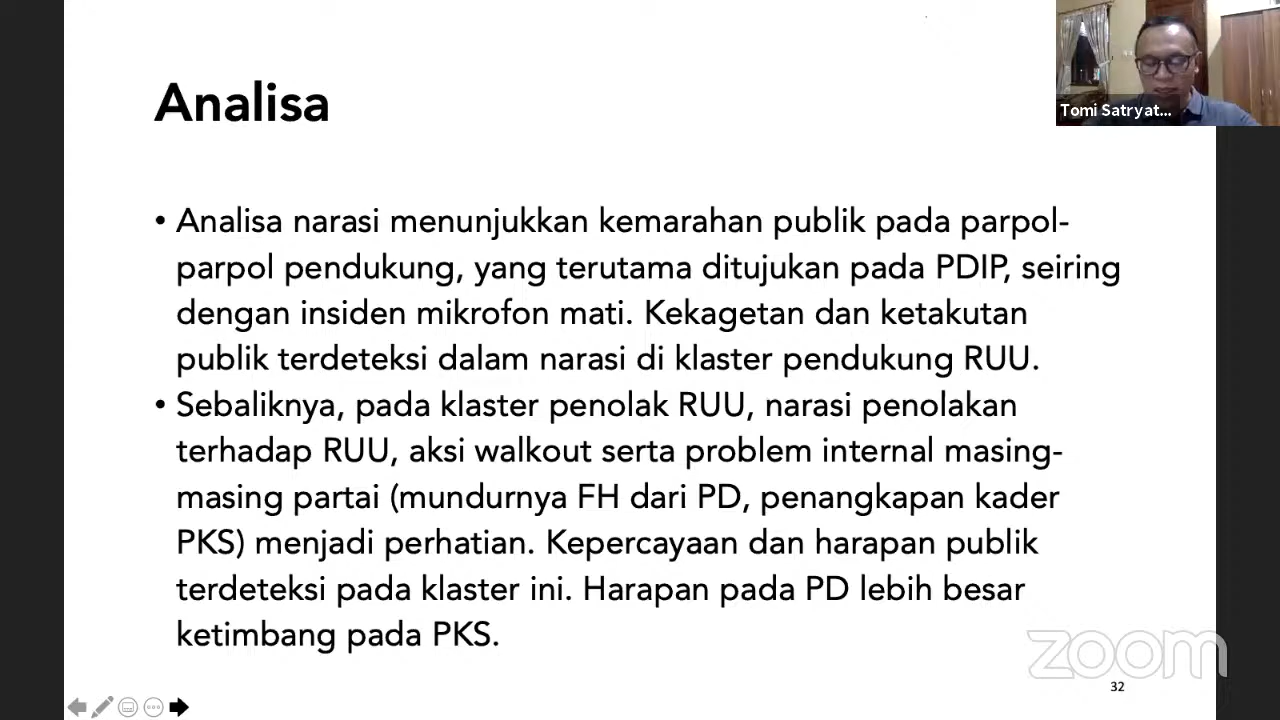 Analisa
Tomi Satryat...
• Analisa narasi menunjukkan kemarahan publik pada parpol-
parpol pendukung, yang terutama ditujukan pada PDIP, seiring
dengan insiden mikrofon mati. Kekagetan dan ketakutan
publik terdeteksi dalam narasi di klaster pendukung RUU.
• Sebaliknya, pada klaster penolak RUU, narasi penolakan
terhadap RUU, aksi walkout serta problem internal masing-
masing partai (mundurnya FH dari PD, penangkapan kader
PKS) menjadi perhatian. Kepercayaan dan harapan publik
terdeteksi pada klaster ini. Harapan pada PD lebih besar
ketimbang pada PKS.
zoom
32